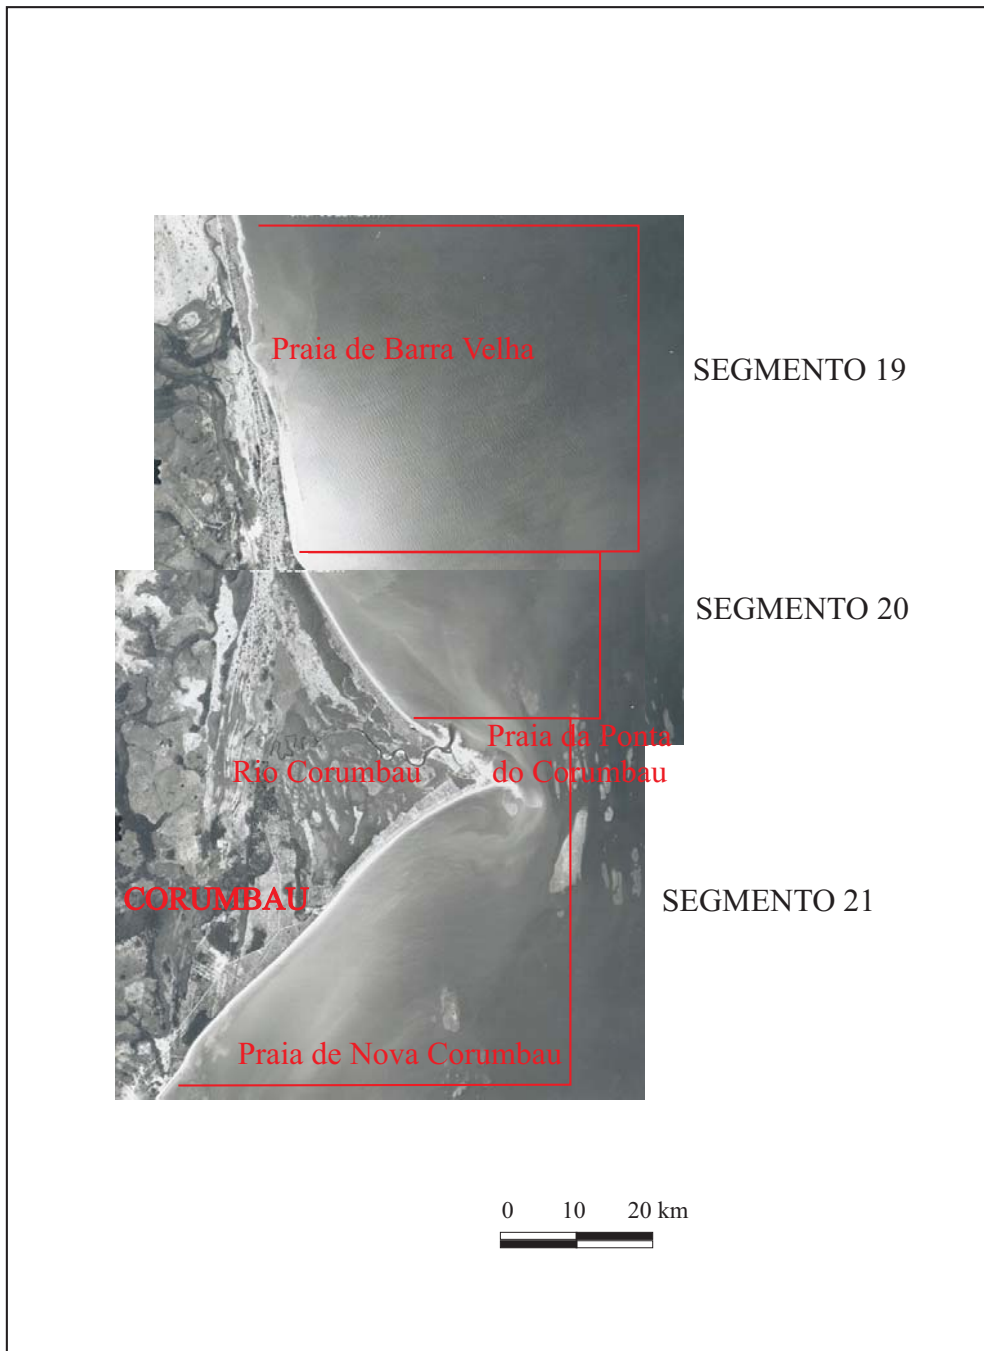 Praia de Barra Velha
SEGMENTO 19
SEGMENTO 20
Praia da Ponta
do Corumbau
Rio Corumbau
CORUMBAU
SEGMENTO 21
Praia de Nova Corumbau
0 10 20 km